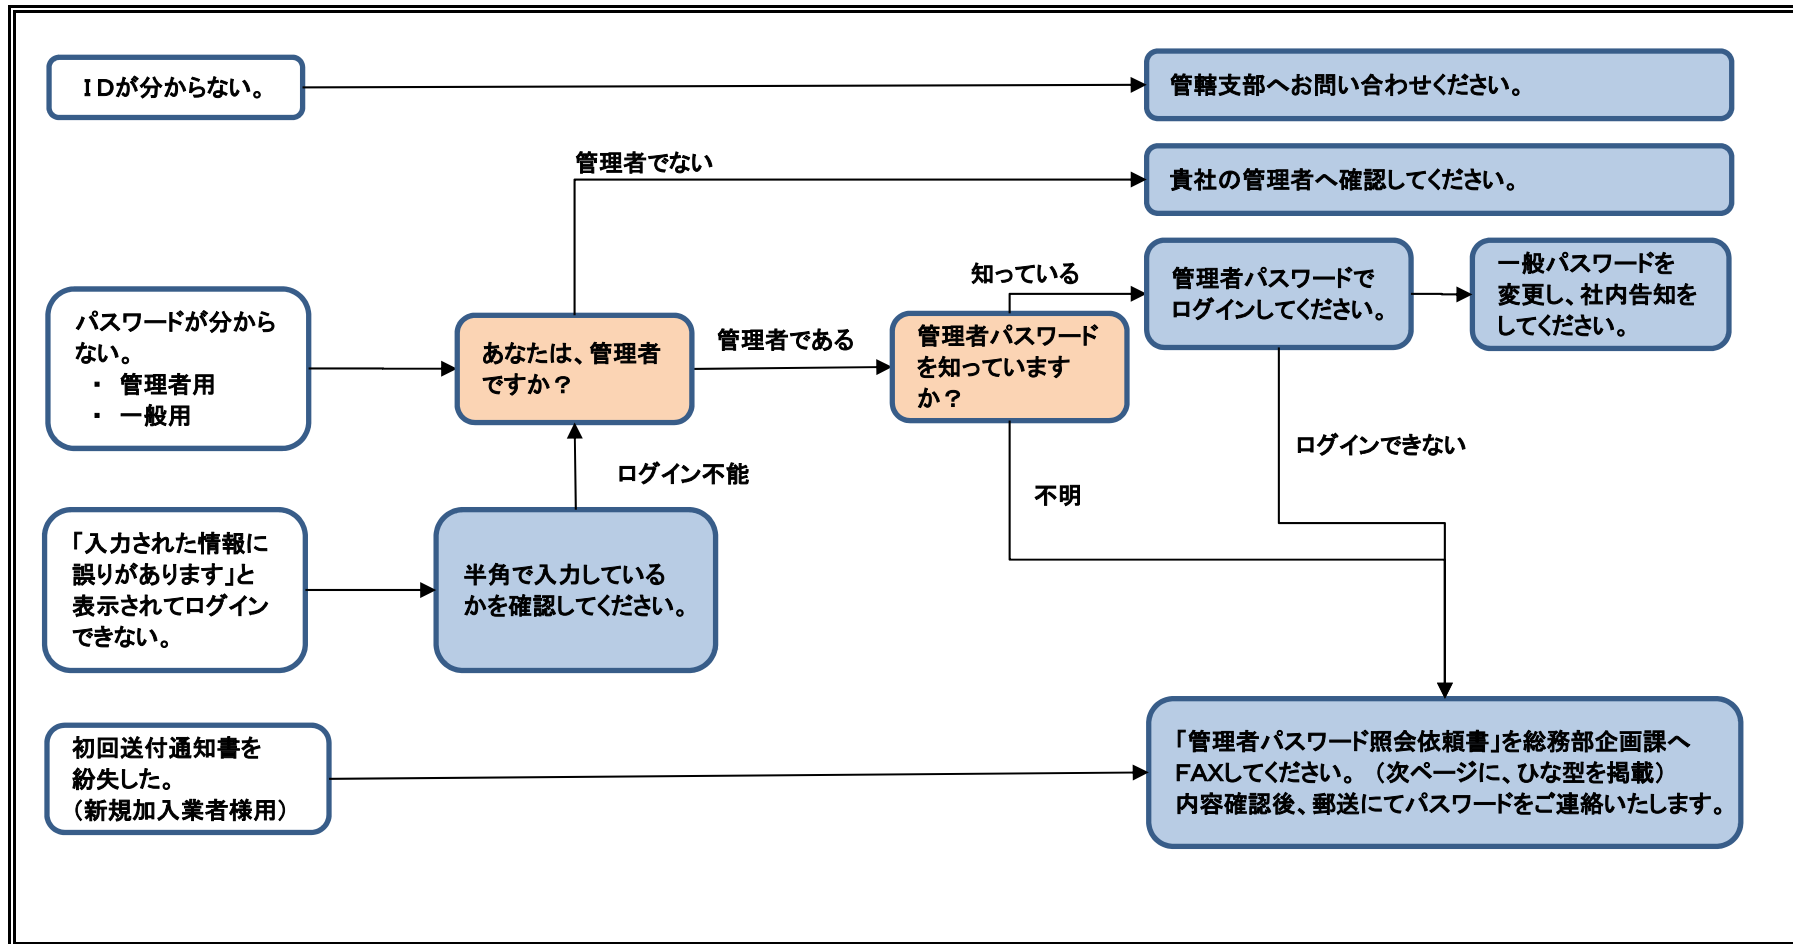 ＩＤが分からない。
管轄支部へお問い合わせください。
管理者でない
貴社の管理者へ確認してください。
知っている
管理者パスワードで
ログインしてください。
一般パスワードを
変更し、社内告知を
してください。
パスワードが分から
ない。
・ 管理者用
・ 一般用
あなたは、管理者
ですか？
管理者である
管理者パスワード
を知っています
か？
ログインできない
ログイン不能
不明
「入力された情報に
誤りがあります」と
表示されてログイン
できない。
半角で入力している
かを確認してください。
初回送付通知書を
紛失した。
（新規加入業者様用）
「管理者パスワード照会依頼書」を総務部企画課へ
FAXしてください。（次ページに、ひな型を掲載）
内容確認後、郵送にてパスワードをご連絡いたします。